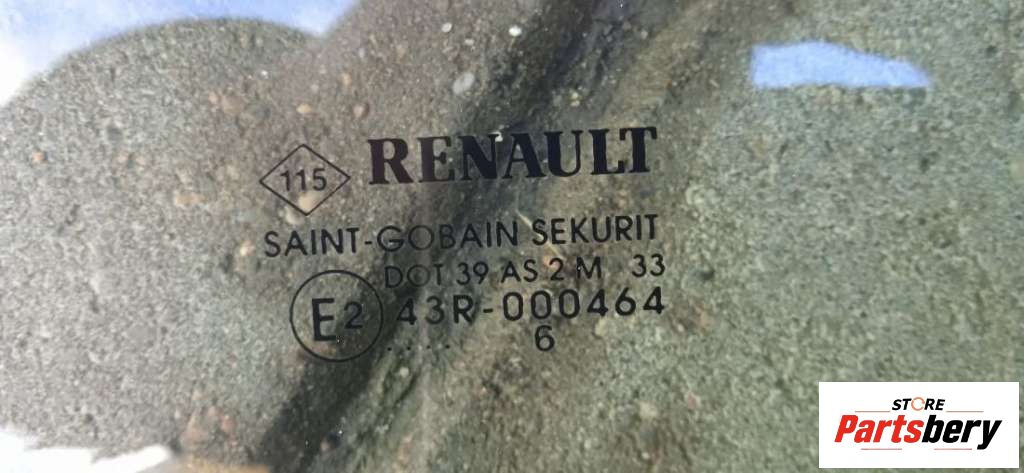 115
RENAULT
SAINT-GOBAIN SEKURIT
DOT 39 AS 2 M 33
E2
43R-000464
..... 6
STORE
Partsbery